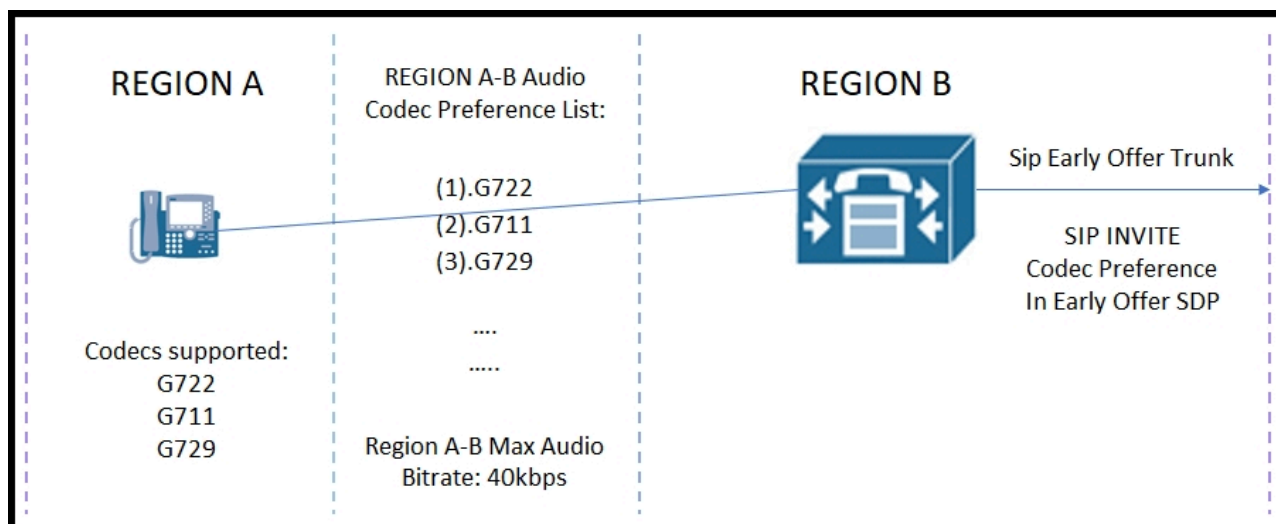 REGION A
Codecs supported:
G722
G711
G729
REGION A-B Audio
Codec Preference List:
(1).G722
(2).G711
(3).G729
....
.....
Region A-B Max Audio
Bitrate: 40kbps
REGION B
Sip Early Offer Trunk
SIP INVITE
Codec Preference
In Early Offer SDP